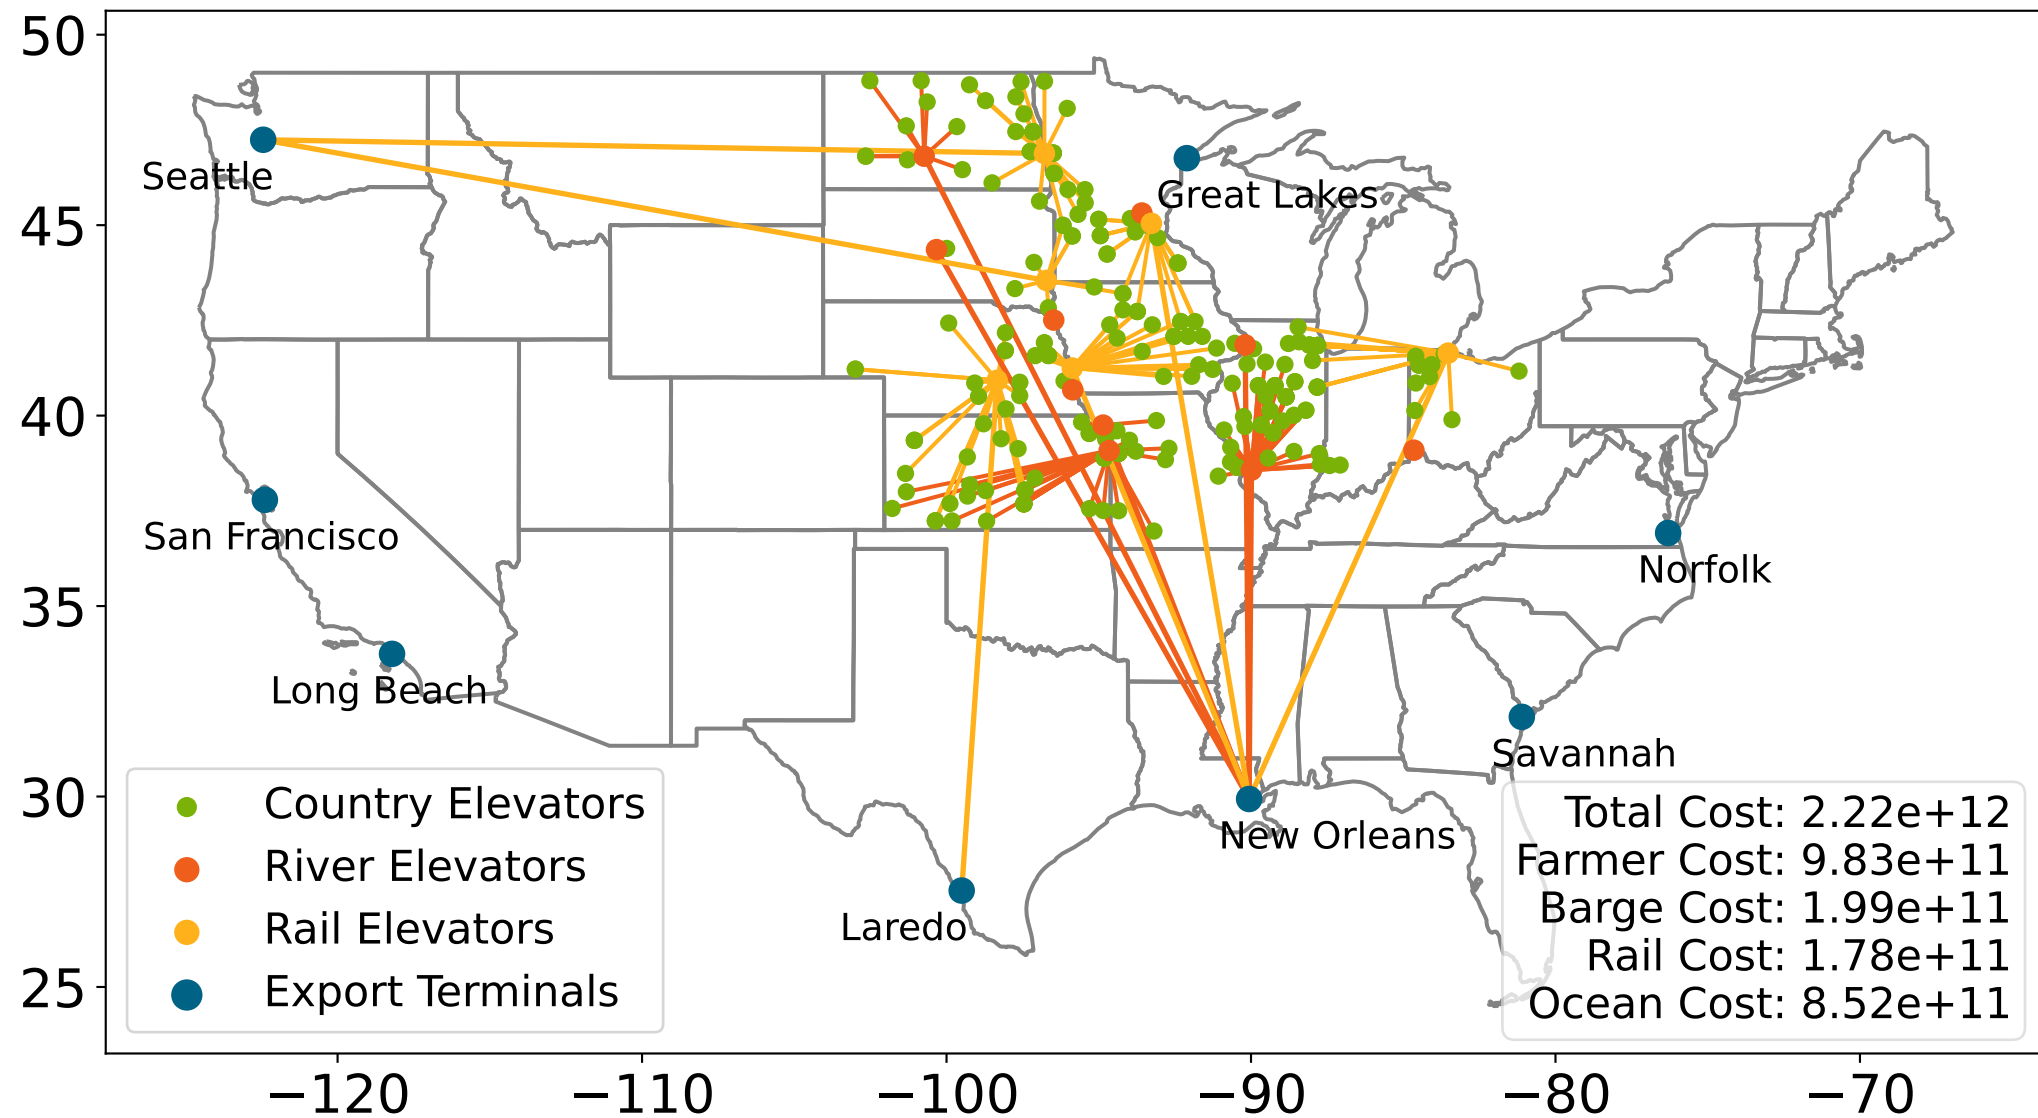 50
45
40
35
30
25
Seattle
Great Lakes
San Francisco
Norfolk
Long Beach
Savannah
New Orleans
Laredo
Country Elevators
River Elevators
Rail Elevators
Export Terminals
Total Cost: 2.22e+12
Farmer Cost: 9.83e+11
Barge Cost: 1.99e+11
Rail Cost: 1.78e+11
Ocean Cost: 8.52e+11
−120
−110
−100
−90
−80
−70